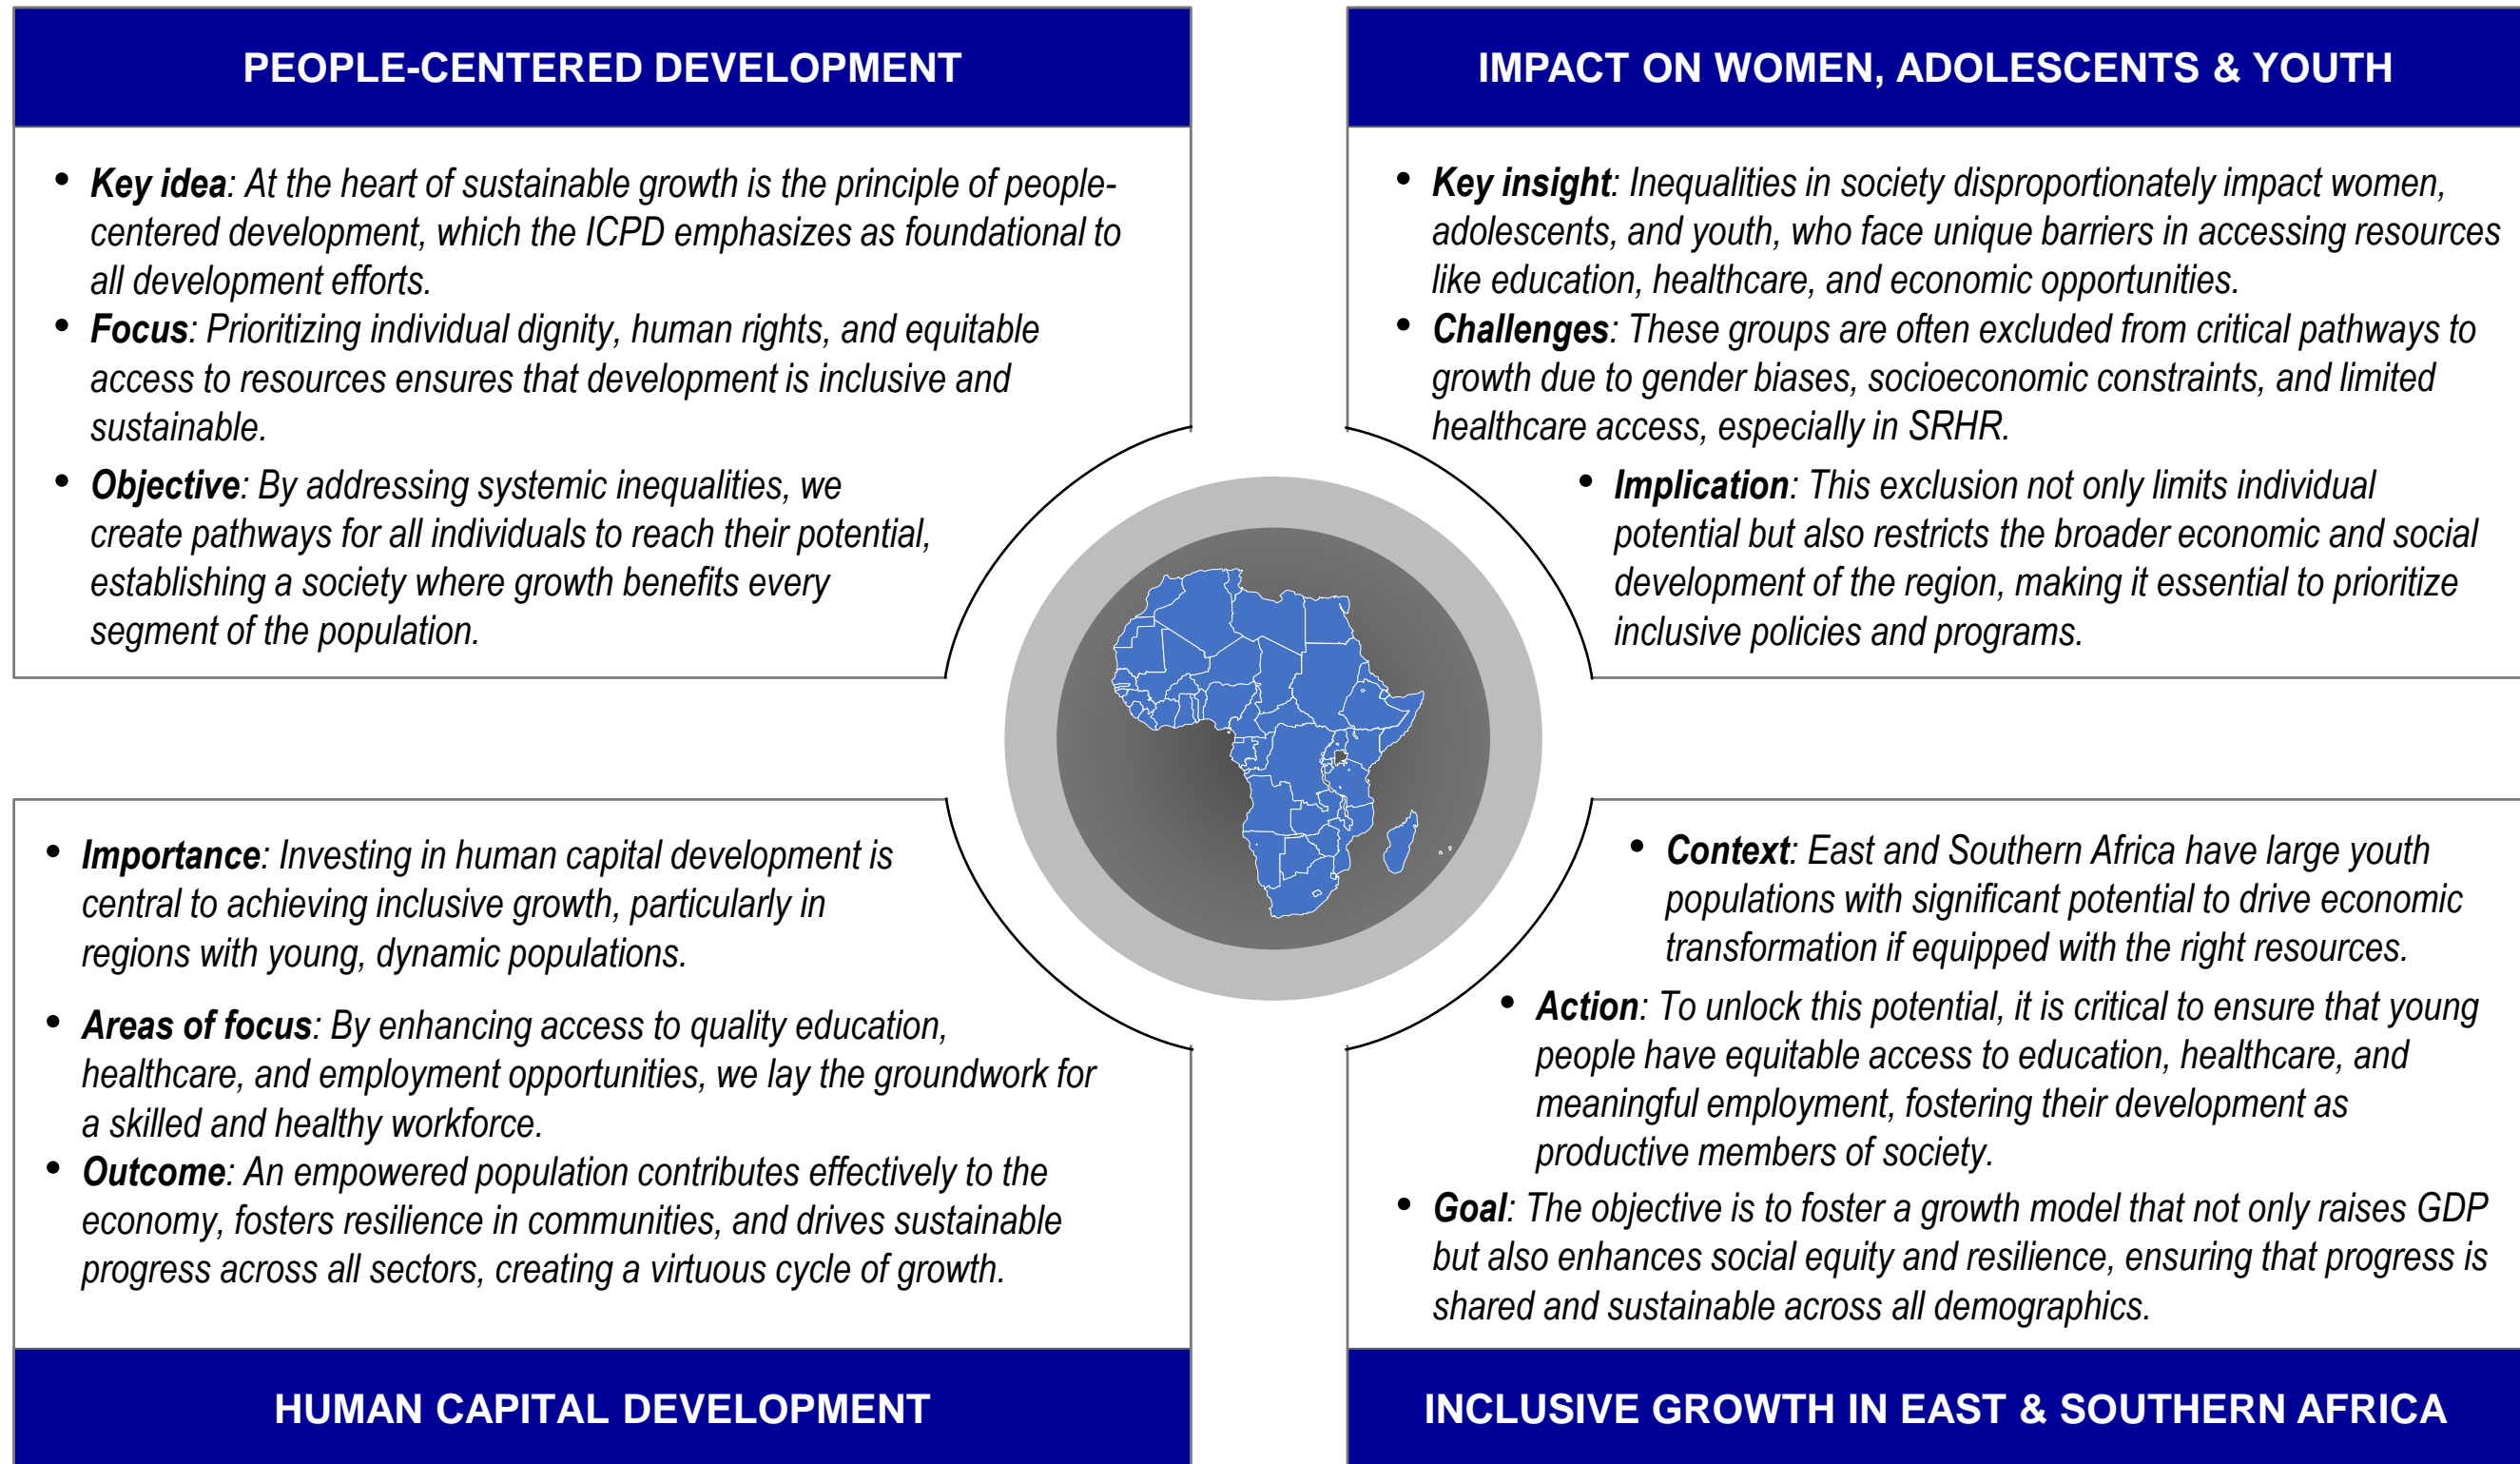 PEOPLE-CENTERED DEVELOPMENT
• Key idea: At the heart of sustainable growth is the principle of people-
centered development, which the ICPD emphasizes as foundational to
all development efforts.
• Focus: Prioritizing individual dignity, human rights, and equitable
access to resources ensures that development is inclusive and
sustainable.
• Objective: By addressing systemic inequalities, we
create pathways for all individuals to reach their potential,
establishing a society where growth benefits every
segment of the population.
IMPACT ON WOMEN, ADOLESCENTS & YOUTH
• Key insight: Inequalities in society disproportionately impact women,
adolescents, and youth, who face unique barriers in accessing resources
like education, healthcare, and economic opportunities.
• Challenges: These groups are often excluded from critical pathways to
growth due to gender biases, socioeconomic constraints, and limited
healthcare access, especially in SRHR.
• Implication: This exclusion not only limits individual
potential but also restricts the broader economic and social
development of the region, making it essential to prioritize
inclusive policies and programs.
• Importance: Investing in human capital development is
central to achieving inclusive growth, particularly in
regions with young, dynamic populations.
• Areas of focus: By enhancing access to quality education,
healthcare, and employment opportunities, we lay the groundwork for
a skilled and healthy workforce.
• Outcome: An empowered population contributes effectively to the
economy, fosters resilience in communities, and drives sustainable
progress across all sectors, creating a virtuous cycle of growth.
HUMAN CAPITAL DEVELOPMENT
• Context: East and Southern Africa have large youth
populations with significant potential to drive economic
transformation if equipped with the right resources.
• Action: To unlock this potential, it is critical to ensure that young
people have equitable access to education, healthcare, and
meaningful employment, fostering their development as
productive members of society.
• Goal: The objective is to foster a growth model that not only raises GDP
but also enhances social equity and resilience, ensuring that progress is
shared and sustainable across all demographics.
INCLUSIVE GROWTH IN EAST & SOUTHERN AFRICA